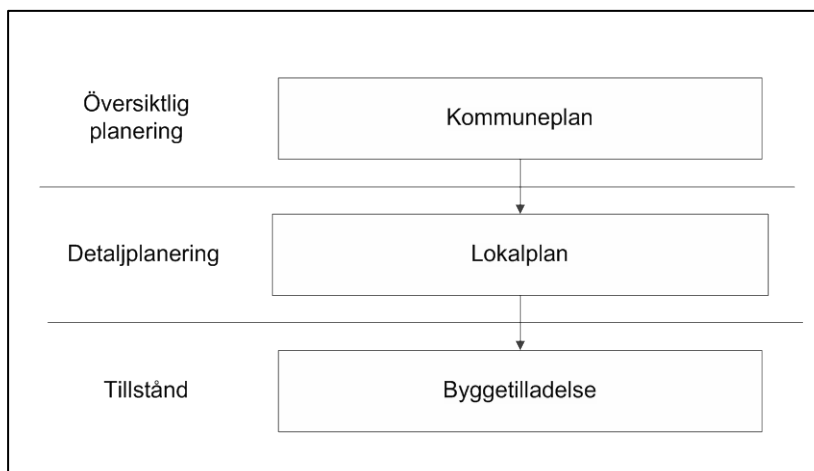 Översiktlig
planering
Kommuneplan
Detaljplanering
Lokalplan
Tillstånd
Byggetilladelse